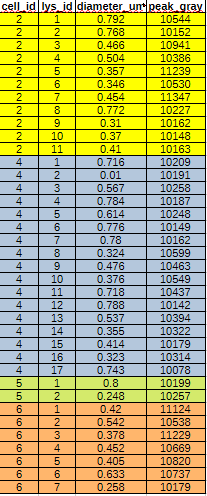 cell_id lys_id diameter_um* peak_gray
2 1 0.792 10544
2 2 0.768 10152
2 3 0.466 10941
2 4 0.504 10386
2 5 0.357 11239
2 6 0.346 10530
2 7 0.454 11347
2 8 0.772 10227
2 9 0.31 10162
2 10 0.37 10148
2 11 0.41 10163
4 1 0.716 10209
4 2 0.01 10191
4 3 0.567 10258
4 4 0.784 10187
4 5 0.614 10248
4 6 0.776 10149
4 7 0.78 10162
4 8 0.324 10599
4 9 0.476 10463
4 10 0.376 10549
4 11 0.718 10437
4 12 0.788 10142
4 13 0.537 10394
4 14 0.355 10322
4 15 0.414 10179
4 16 0.323 10314
4 17 0.743 10078
5 1 0.8 10199
5 2 0.248 10257
6 1 0.42 11124
6 2 0.542 10538
6 3 0.378 11229
6 4 0.452 10669
6 5 0.405 10820
6 6 0.633 10737
6 7 0.258 10179